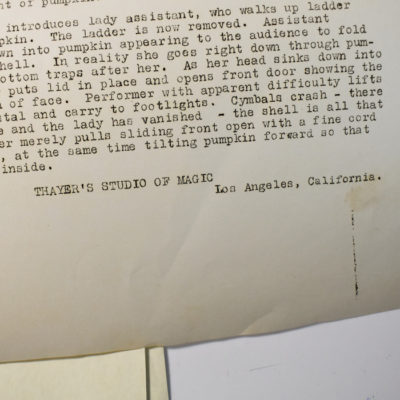 nt or pumpkin
introduces lady assistant, who walks up ladder
pkin. The ladder is now removed. Assistant
own into pumpkin appearing to the audience to fold
shell. In reality she goes right down through pum-
ottom traps after her. As her head sinks down into
puts lid in place and opens front door showing the
of face. Performer with apparent difficulty lifts
stal and carry to footlights. Cymbals crash - there
e and the lady has vanished - the shell is all that
er merely pulls sliding front open with a fine cord
, at the same time tilting pumpkin forward so that
inside.
THAYER'S STUDIO OF MAGIC
Los Angeles, California.